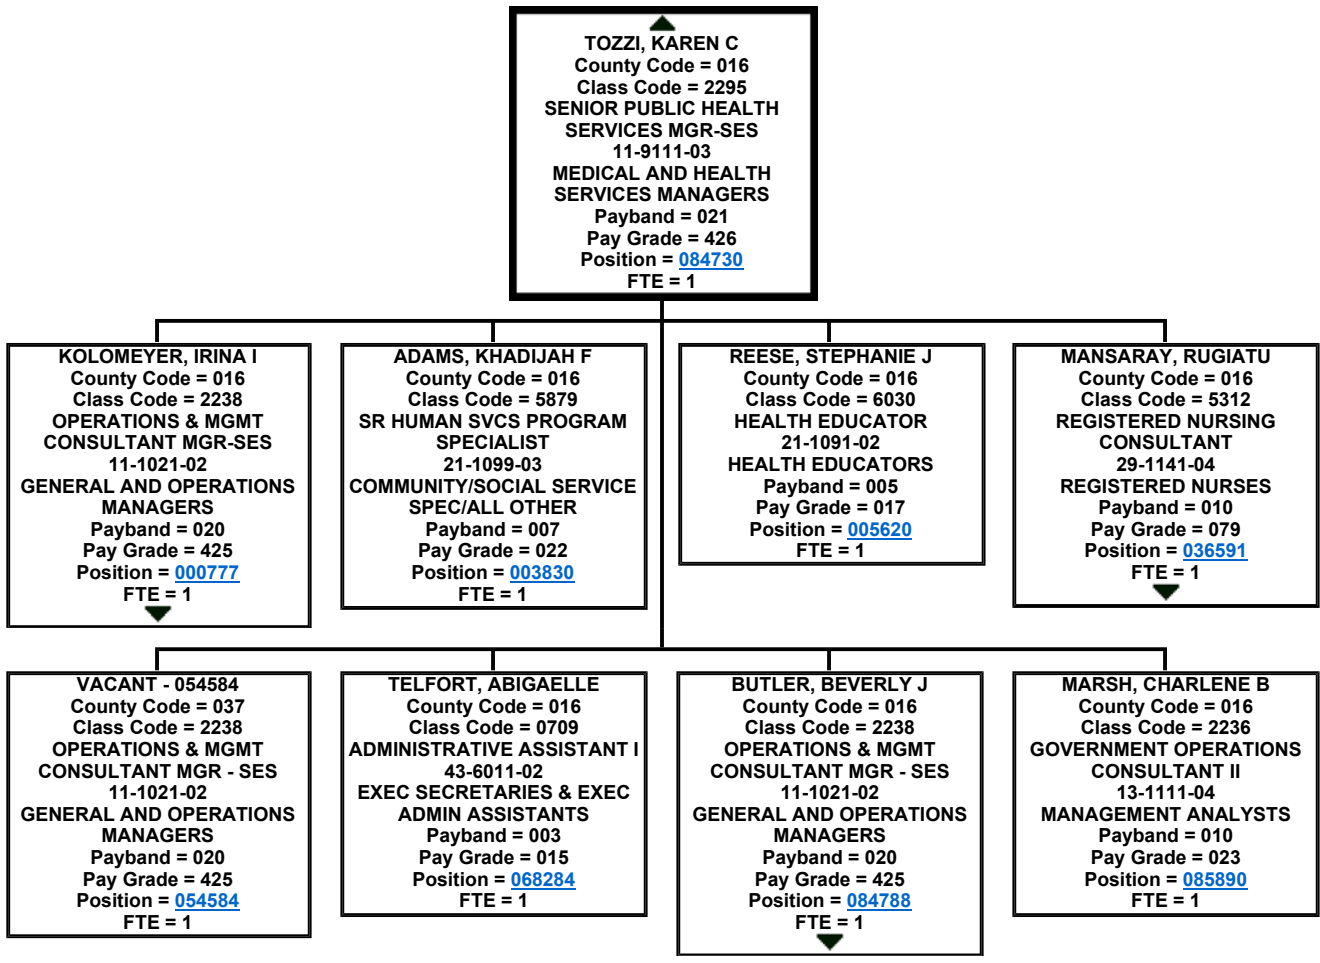 TOZZI, KAREN C
County Code = 016
Class Code = 2295
SENIOR PUBLIC HEALTH
SERVICES MGR-SES
11-9111-03
MEDICAL AND HEALTH
SERVICES MANAGERS
Payband = 021
Pay Grade = 426
Position = 084730
FTE = 1
KOLOMEYER, IRINA I
County Code = 016
Class Code = 2238
OPERATIONS & MGMT
CONSULTANT MGR-SES
11-1021-02
GENERAL AND OPERATIONS
MANAGERS
Payband = 020
Pay Grade = 425
Position = 000777
FTE = 1
ADAMS, KHADIJAH F
County Code = 016
Class Code = 5879
SR HUMAN SVCS PROGRAM
SPECIALIST
21-1099-03
COMMUNITY/SOCIAL SERVICE
SPEC/ALL OTHER
Payband = 007
Pay Grade = 022
Position = 003830
FTE = 1
REESE, STEPHANIE J
County Code = 016
Class Code = 6030
HEALTH EDUCATOR
21-1091-02
HEALTH EDUCATORS
Payband = 005
Pay Grade = 017
Position = 005620
FTE = 1
MANSARAY, RUGIATU
County Code = 016
Class Code = 5312
REGISTERED NURSING
CONSULTANT
29-1141-04
REGISTERED NURSES
Payband = 010
Pay Grade = 079
Position = 036591
FTE = 1
VACANT - 054584
County Code = 037
Class Code = 2238
OPERATIONS & MGMT
CONSULTANT MGR - SES
11-1021-02
GENERAL AND OPERATIONS
MANAGERS
Payband = 020
Pay Grade = 425
Position = 054584
FTE = 1
TELFORT, ABIGAELLE
County Code = 016
Class Code = 0709
ADMINISTRATIVE ASSISTANT I
43-6011-02
EXEC SECRETARIES & EXEC
ADMIN ASSISTANTS
Payband = 003
Pay Grade = 015
Position = 068284
FTE = 1
BUTLER, BEVERLY J
County Code = 016
Class Code = 2238
OPERATIONS & MGMT
CONSULTANT MGR - SES
11-1021-02
GENERAL AND OPERATIONS
MANAGERS
Payband = 020
Pay Grade = 425
Position = 084788
FTE = 1
MARSH, CHARLENE B
County Code = 016
Class Code = 2236
GOVERNMENT OPERATIONS
CONSULTANT II
13-1111-04
MANAGEMENT ANALYSTS
Payband = 010
Pay Grade = 023
Position = 085890
FTE = 1